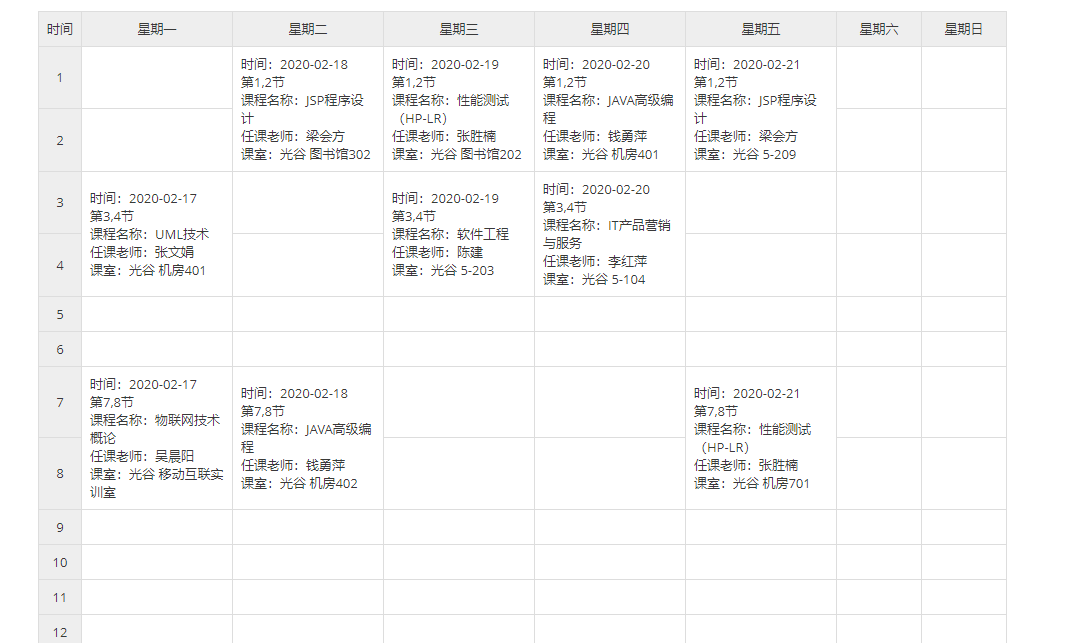 时间 星期一 星期二 星期三 星期四 星期五 星期六 星期日
1
2
时间：2020-02-18
第1,2节
课程名称：JSP程序设
计
任课老师：梁会方
课室：光谷 图书馆302
时间：2020-02-19
第1,2节
课程名称：性能测试
（HP-LR）
任课老师：张胜楠
课室：光谷 图书馆202
时间：2020-02-20
第1,2节
课程名称：JAVA高级编
程
任课老师：钱勇萍
课室：光谷 机房401
时间：2020-02-21
第1,2节
课程名称：JSP程序设
计
任课老师：梁会方
课室：光谷 5-209
3
4
时间：2020-02-17
第3,4节
课程名称：UML技术
任课老师：张文娟
课室：光谷 机房401
时间：2020-02-19
第3,4节
课程名称：软件工程
任课老师：陈建
课室：光谷 5-203
时间：2020-02-20
第3,4节
课程名称：IT产品营销
与服务
任课老师：李红萍
课室：光谷 5-104
5
6
7
8
时间：2020-02-17
第7,8节
课程名称：物联网技术
概论
任课老师：吴晨阳
课室：光谷 移动互联实
训室
时间：2020-02-18
第7,8节
课程名称：JAVA高级编
程
任课老师：钱勇萍
课室：光谷 机房402
时间：2020-02-21
第7,8节
课程名称：性能测试
（HP-LR）
任课老师：张胜楠
课室：光谷 机房701
9
10
11
12